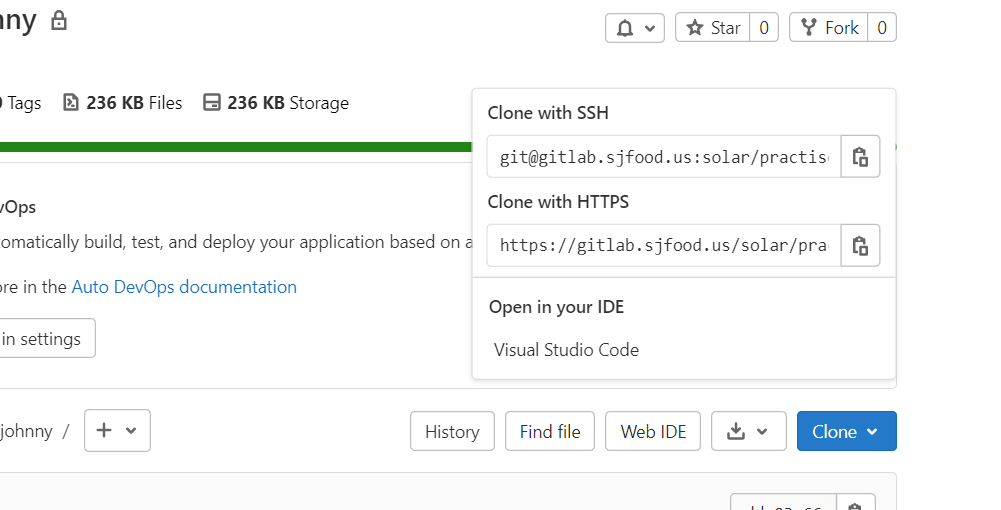 nny
Star 0
Fork 0
Tags
236 KB Files
236 KB Storage
Clone with SSH
git@gitlab.sjfood.us:solar/practis
Clone with HTTPS
https://gitlab.sjfood.us/solar/pra
vOps
omatically build, test, and deploy your application based on a
ore in the Auto DevOps documentation
in settings
Open in your IDE
Visual Studio Code
johnny /
History
Find file
Web IDE
Clone